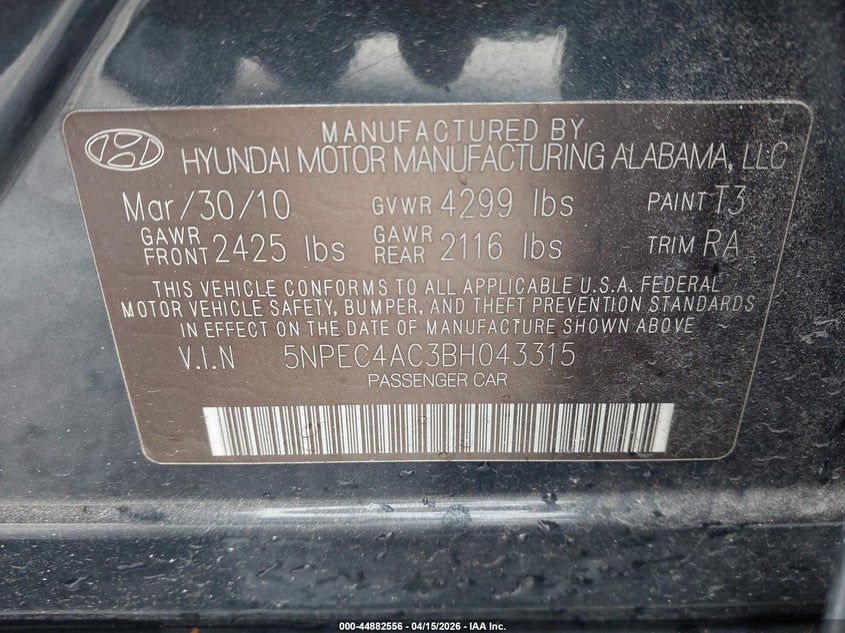 MANUFACTURED BY
HYUNDAI MOTOR MANUFACTURING ALABAMA, LLC
Mar/30/10 GVWR 4299 lbs PAINT T3
GAWR FRONT 2425 lbs GAWR REAR 2116 lbs TRIM RA
THIS VEHICLE CONFORMS TO ALL APPLICABLE U.S.A. FEDERAL
MOTOR VEHICLE SAFETY, BUMPER, AND THEFT PREVENTION STANDARDS
IN EFFECT ON THE DATE OF MANUFACTURE SHOWN ABOVE
V.I.N 5NPEC4AC3BH043315
PASSENGER CAR
000-44882556 - 04/15/2026 - IAA Inc.